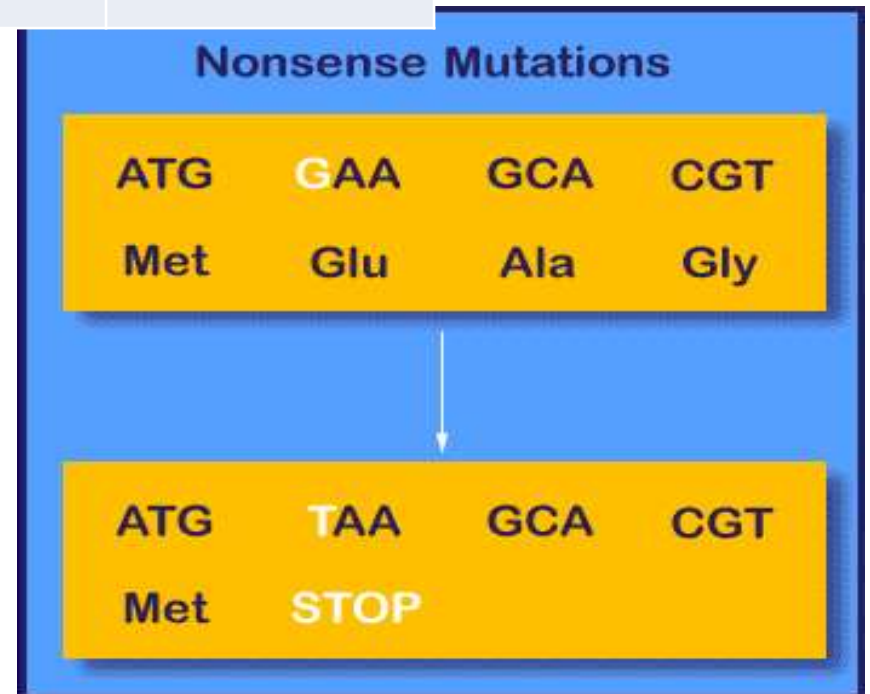 Nonsense Mutations
ATG GAA GCA CGT
Met Glu Ala Gly
ATG TAA GCA CGT
Met STOP